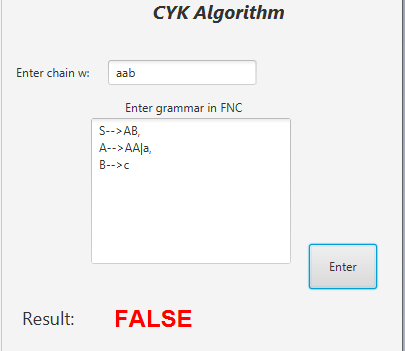 CYK Algorithm
Enter chain w: aab
Enter grammar in FNC
S-->AB,
A-->AA|a,
B-->c
Enter
Result: FALSE